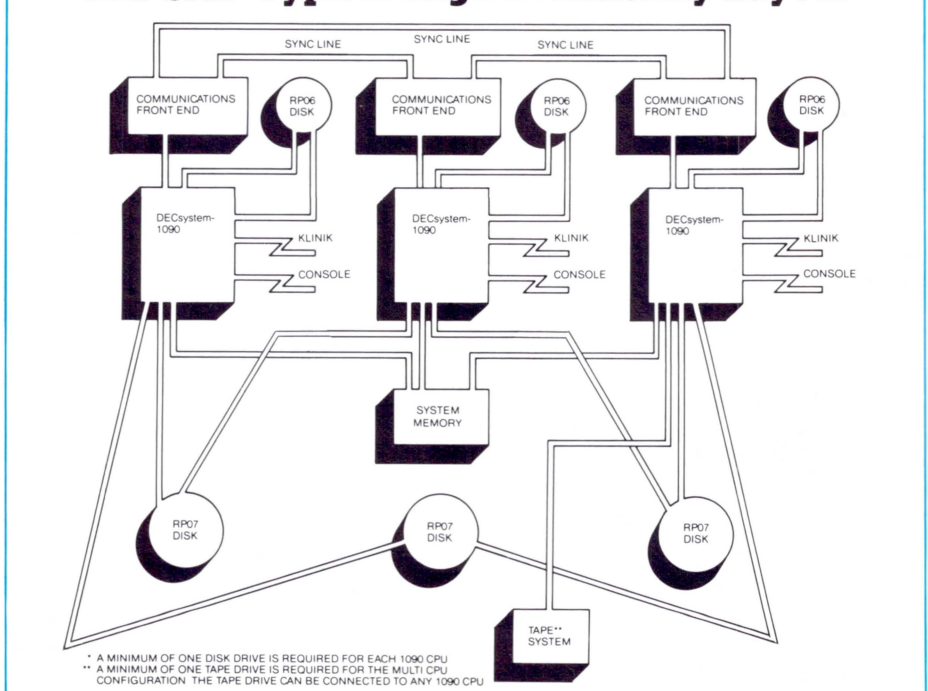 SYNC LINE
SYNC LINE
SYNC LINE
COMMUNICATIONS
FRONT END
RP06
DISK
COMMUNICATIONS
FRONT END
RP06
DISK
COMMUNICATIONS
FRONT END
RP06
DISK
DECsystem-
1090
KLINIK
CONSOLE
DECsystem-
1090
KLINIK
CONSOLE
DECsystem-
1090
KLINIK
CONSOLE
SYSTEM
MEMORY
RP07
DISK
RP07
DISK
RP07
DISK
TAPE**
SYSTEM
* A MINIMUM OF ONE DISK DRIVE IS REQUIRED FOR EACH 1090 CPU
** A MINIMUM OF ONE TAPE DRIVE IS REQUIRED FOR THE MULTI CPU
CONFIGURATION THE TAPE DRIVE CAN BE CONNECTED TO ANY 1090 CPU